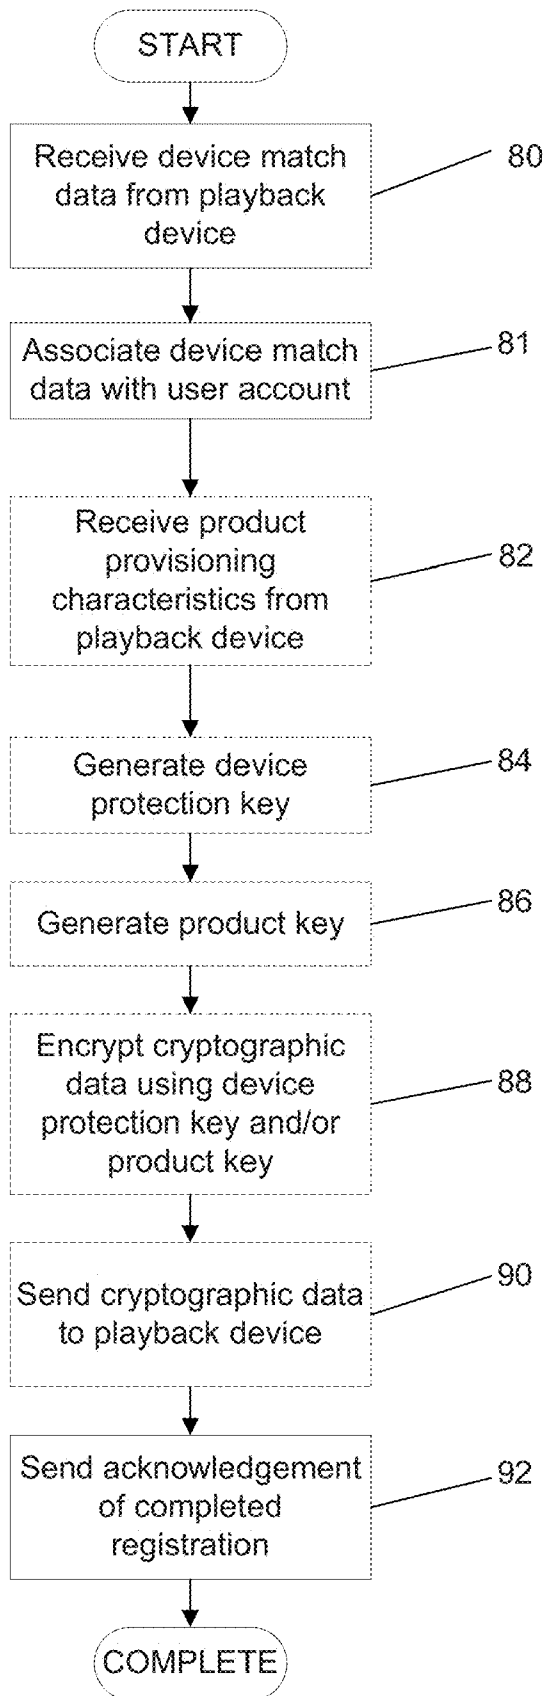 START
Receive device match
data from playback
device
80
Associate device match
data with user account
81
Receive product
provisioning
characteristics from
playback device
82
Generate device
protection key
84
Generate product key
86
Encrypt cryptographic
data using device
protection key and/or
product key
88
Send cryptographic data
to playback device
90
Send acknowledgement
of completed
registration
92
COMPLETE